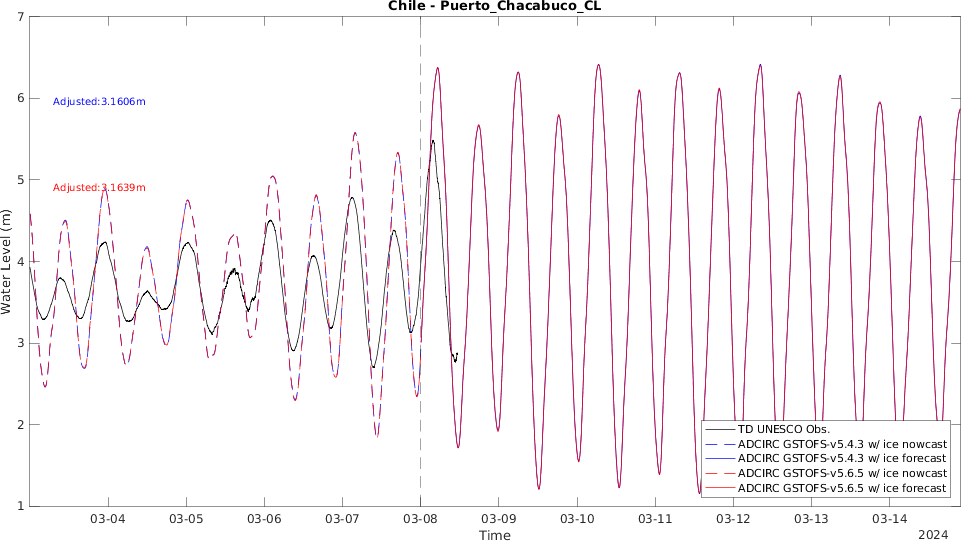 Chile - Puerto_Chacabuco_CL
7
6
5
4
3
2
1
Water Level (m)
Adjusted:3.1606m
Adjusted:3.1639m
TD UNESCO Obs.
ADCIRC GSTOFS-v5.4.3 w/ ice nowcast
ADCIRC GSTOFS-v5.4.3 w/ ice forecast
ADCIRC GSTOFS-v5.6.5 w/ ice nowcast
ADCIRC GSTOFS-v5.6.5 w/ ice forecast
03-04 03-05 03-06 03-07 03-08 03-09 03-10 03-11 03-12 03-13 03-14
Time
2024